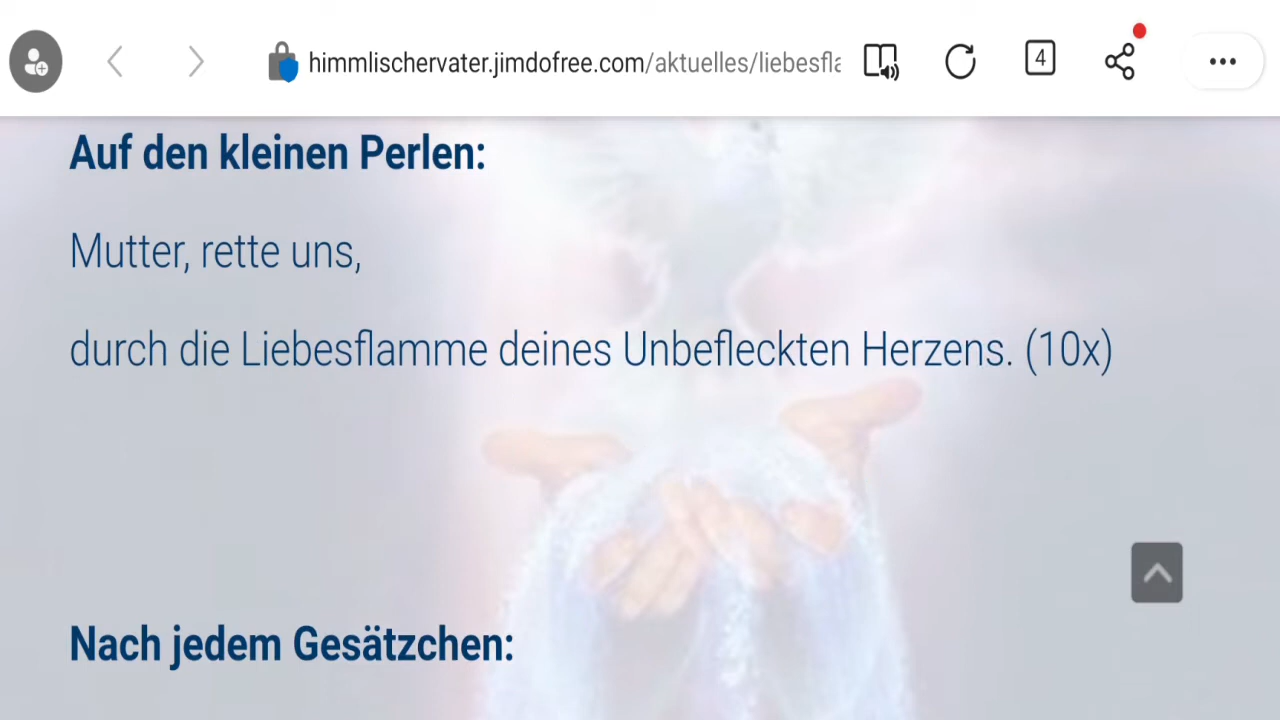 himmlischervater.jimdofree.com/aktuelles/liebesfla
4
Auf den kleinen Perlen:
Mutter, rette uns,
durch die Liebesflamme deines Unbefleckten Herzens. (10x)
Nach jedem Gesätzchen: